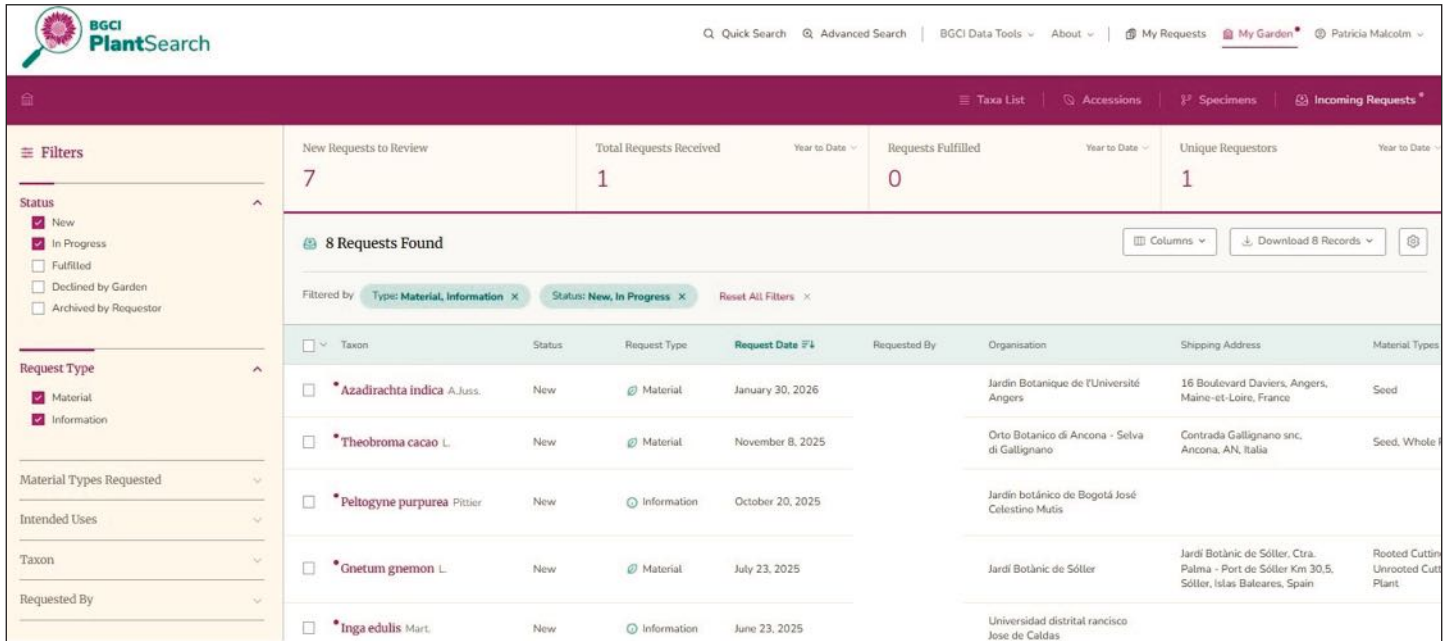 BGCI
PlantSearch
Quick Search Advanced Search BGCI Data Tools About My Requests My Garden Patricia Malcolm
Taxa List Accessions Specimens Incoming Requests
Filters
Status
New
In Progress
Fulfilled
Declined by Garden
Archived by Requestor
Request Type
Material
Information
Material Types Requested
Intended Uses
Taxon
Requested By
New Requests to Review
7
Total Requests Received Year to Date
1
Requests Fulfilled Year to Date
0
Unique Requestors Year to Date
1
8 Requests Found Columns Download 8 Records
Filtered by Type: Material, Information × Status: New, In Progress × Reset All Filters ×
Taxon Status Request Type Request Date Requested By Organisation Shipping Address Material Types
Azadirachta indica A.Juss. New Material January 30, 2026
Jardin Botanique de l'Université
Angers
16 Boulevard Daviers, Angers,
Maine-et-Loire, France
Seed
Theobroma cacao L. New Material November 8, 2025
Orto Botanico di Ancona - Selva
di Gallignano
Contrada Gallignano snc,
Ancona, AN, Italia
Seed, Whole
Peltogyne purpurea Pittier New Information October 20, 2025
Jardín botánico de Bogotá José
Celestino Mutis
Gnetum gnemon L. New Material July 23, 2025
Jardí Botànic de Sóller
Jardí Botànic de Sóller, Ctra.
Palma - Port de Sóller Km 30,5,
Sóller, Islas Baleares, Spain
Rooted Cuttin
Unrooted Cutt
Plant
Inga edulis Mart. New Information June 23, 2025
Universidad distrital rancisco
Jose de Caldas